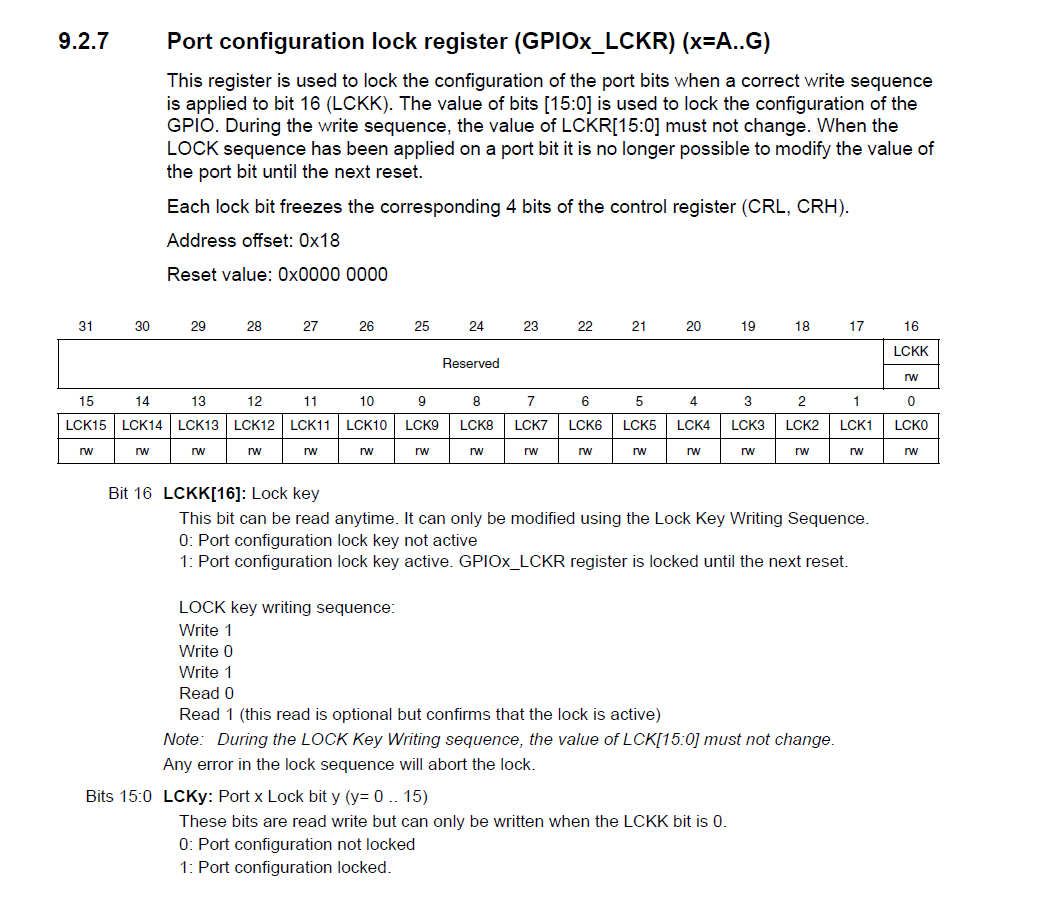 9.2.7 Port configuration lock register (GPIOx_LCKR) (x=A..G)
This register is used to lock the configuration of the port bits when a correct write sequence
is applied to bit 16 (LCKK). The value of bits [15:0] is used to lock the configuration of the
GPIO. During the write sequence, the value of LCKR[15:0] must not change. When the
LOCK sequence has been applied on a port bit it is no longer possible to modify the value of
the port bit until the next reset.
Each lock bit freezes the corresponding 4 bits of the control register (CRL, CRH).
Address offset: 0x18
Reset value: 0x0000 0000
31 30 29 28 27 26 25 24 23 22 21 20 19 18 17 16
Reserved LCKK
rw
15 14 13 12 11 10 9 8 7 6 5 4 3 2 1 0
LCK15 LCK14 LCK13 LCK12 LCK11 LCK10 LCK9 LCK8 LCK7 LCK6 LCK5 LCK4 LCK3 LCK2 LCK1 LCK0
rw rw rw rw rw rw rw rw rw rw rw rw rw rw rw rw
Bit 16 LCKK[16]: Lock key
This bit can be read anytime. It can only be modified using the Lock Key Writing Sequence.
0: Port configuration lock key not active
1: Port configuration lock key active. GPIOx_LCKR register is locked until the next reset.
LOCK key writing sequence:
Write 1
Write 0
Write 1
Read 0
Read 1 (this read is optional but confirms that the lock is active)
Note: During the LOCK Key Writing sequence, the value of LCK[15:0] must not change.
Any error in the lock sequence will abort the lock.
Bits 15:0 LCKy: Port x Lock bit y (y= 0 .. 15)
These bits are read write but can only be written when the LCKK bit is 0.
0: Port configuration not locked
1: Port configuration locked.